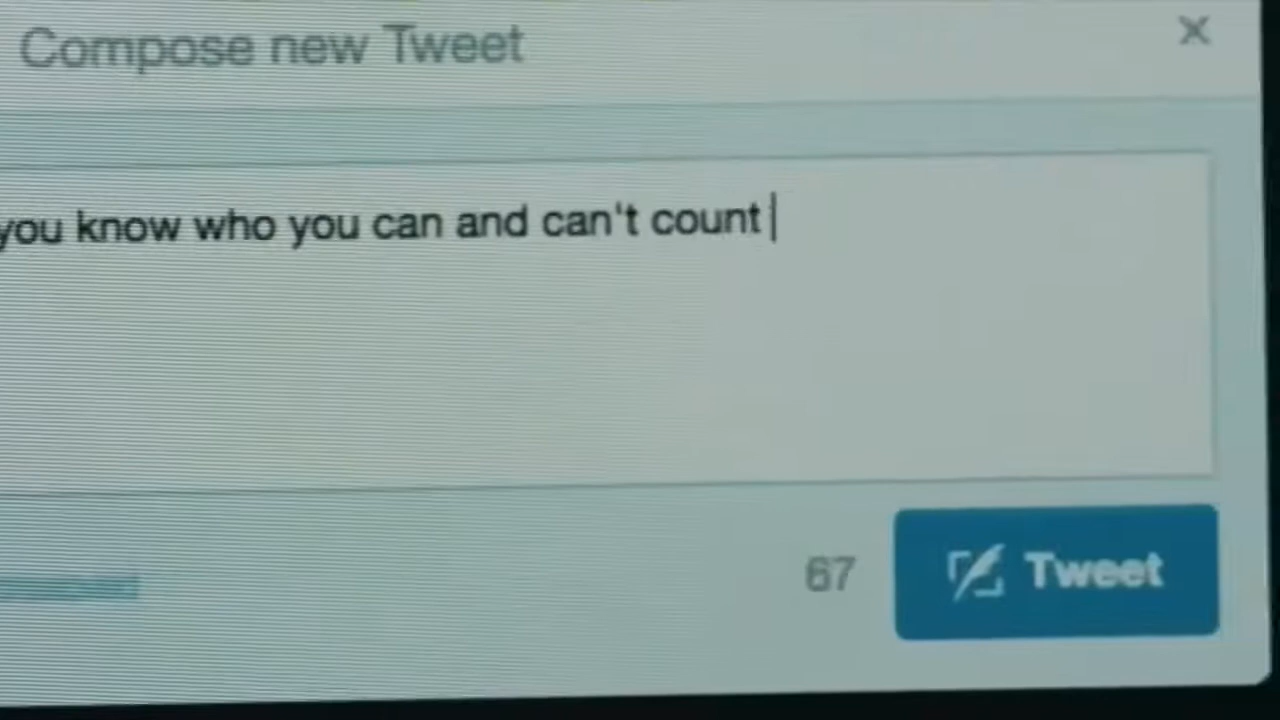 Compose new Tweet
you know who you can and can't count
67
Tweet